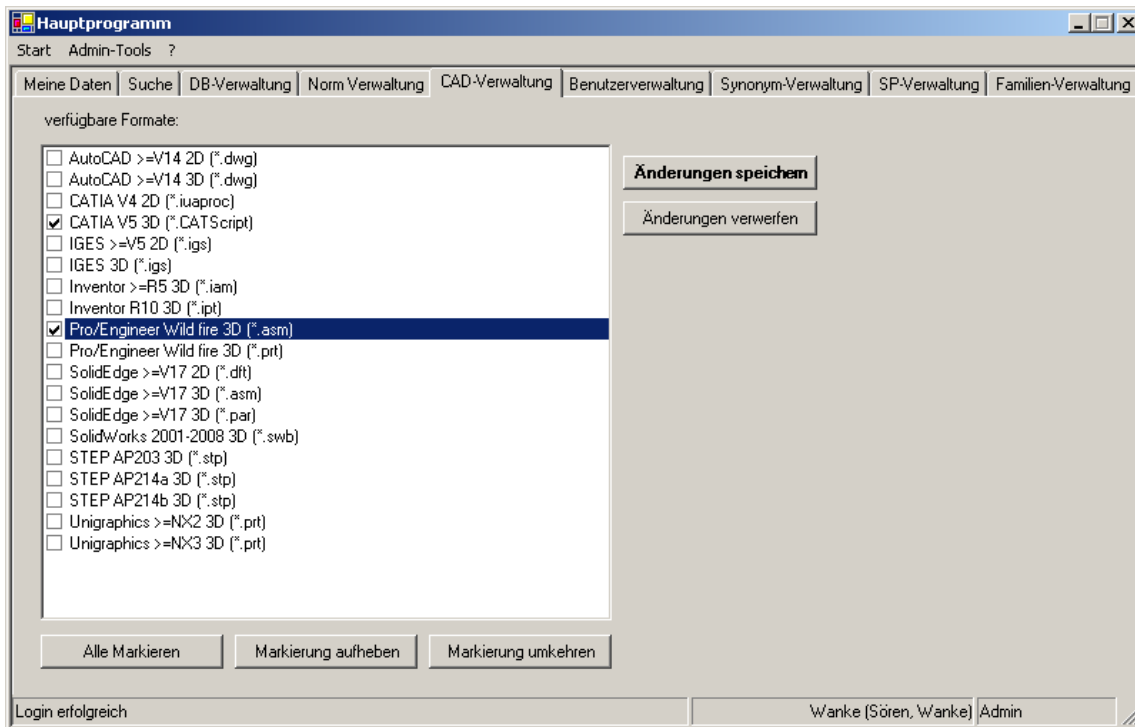 Hauptprogramm
Start Admin-Tools ?
Meine Daten Suche DB-Verwaltung Norm Verwaltung CAD-Verwaltung Benutzerverwaltung Synonym-Verwaltung SP-Verwaltung Familien-Verwaltung
verfügbare Formate:
AutoCAD >=V14 2D (*.dwg)
AutoCAD >=V14 3D (*.dwg)
CATIA V4 2D (*.iuaproc)
CATIA V5 3D (*.CATScript)
IGES >=V5 2D (*.igs)
IGES 3D (*.igs)
Inventor >=R5 3D (*.iam)
Inventor R10 3D (*.ipt)
Pro/Engineer Wild fire 3D (*.asm)
Pro/Engineer Wild fire 3D (*.prt)
SolidEdge >=V17 2D (*.dft)
SolidEdge >=V17 3D (*.asm)
SolidEdge >=V17 3D (*.par)
SolidWorks 2001-2008 3D (*.swb)
STEP AP203 3D (*.stp)
STEP AP214a 3D (*.stp)
STEP AP214b 3D (*.stp)
Unigraphics >=NX2 3D (*.prt)
Unigraphics >=NX3 3D (*.prt)
Änderungen speichern
Änderungen verwerfen
Alle Markieren Markierung aufheben Markierung umkehren
Login erfolgreich Wanke (Sören, Wanke) Admin